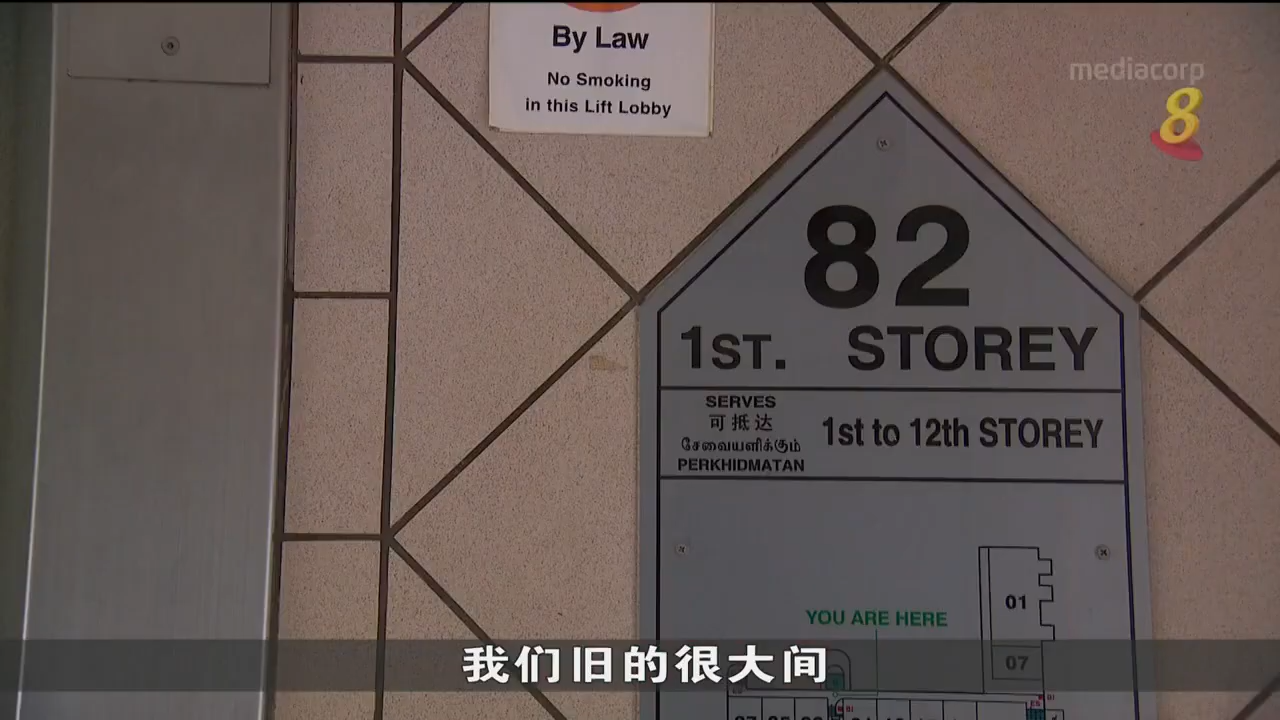 By Law
No Smoking
in this Lift Lobby
mediacorp
8
82
1ST. STOREY
SERVES
可抵达
சேவையளிக்கும்
PERKHIDMATAN
1st to 12th STOREY
01
YOU ARE HERE
07
我们旧的很大间